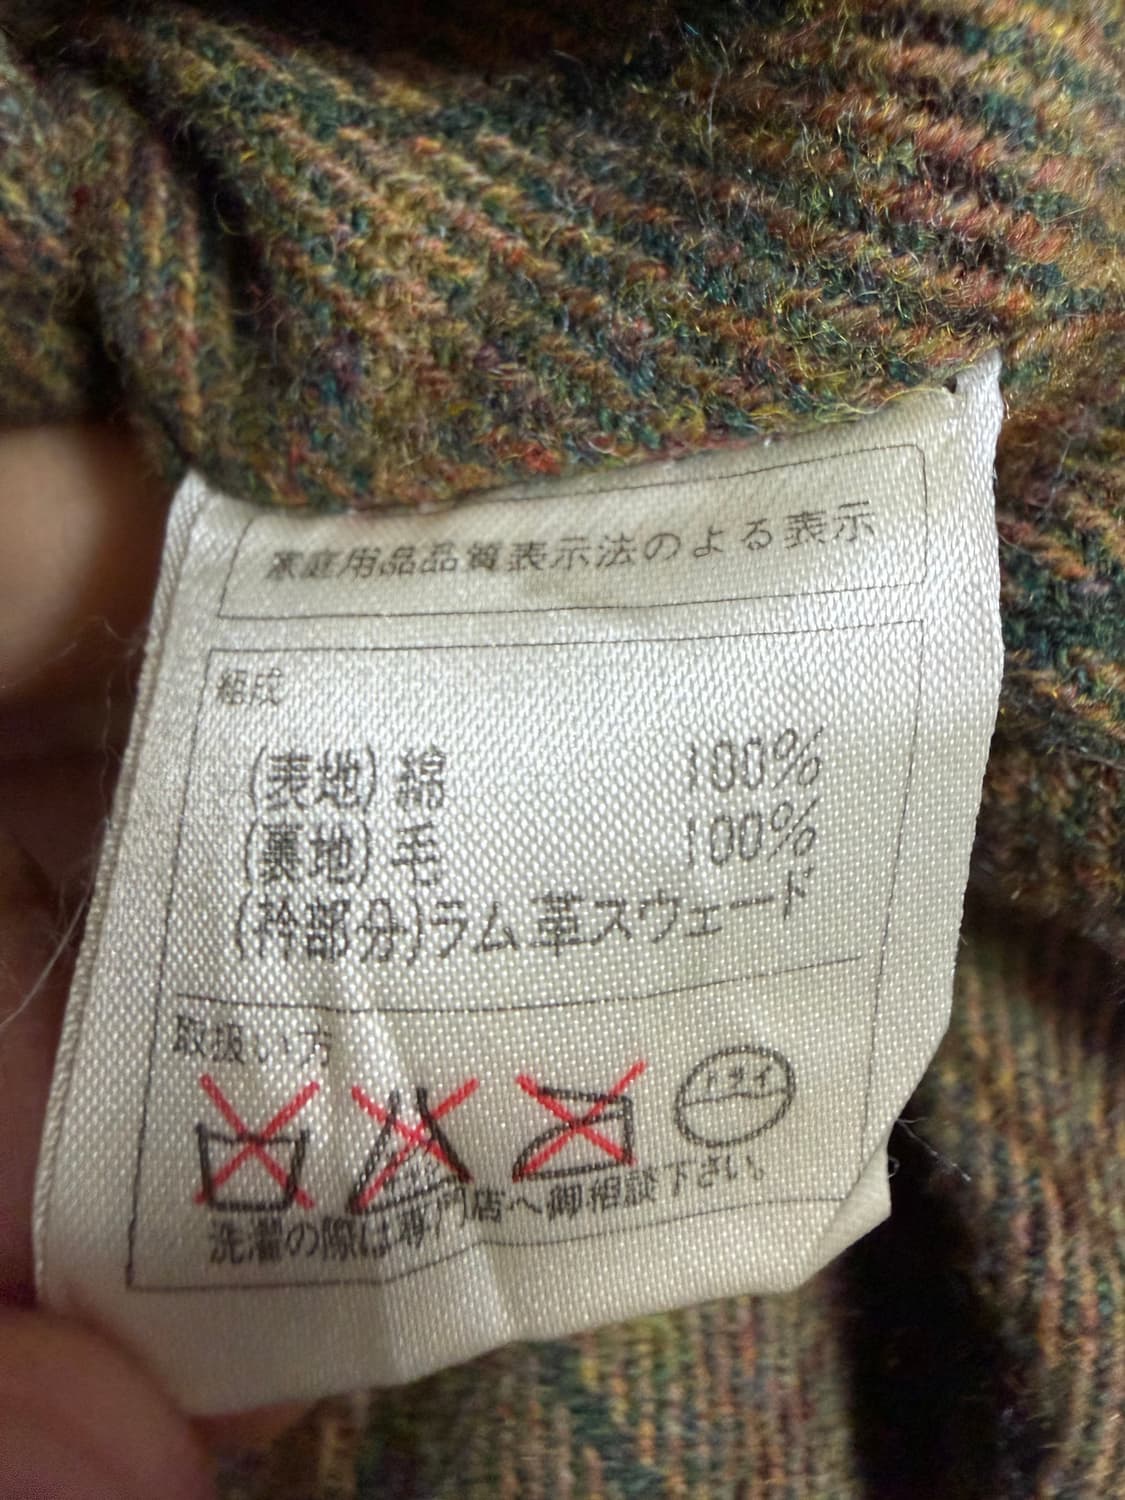 家庭用品品質表示法のよる表示
組成
(表地) 綿 100%
(裏地) 毛 100%
(衿部分)ラム革スウェード
取扱い方
ドライ
洗濯の際は専門店へ御相談下さい